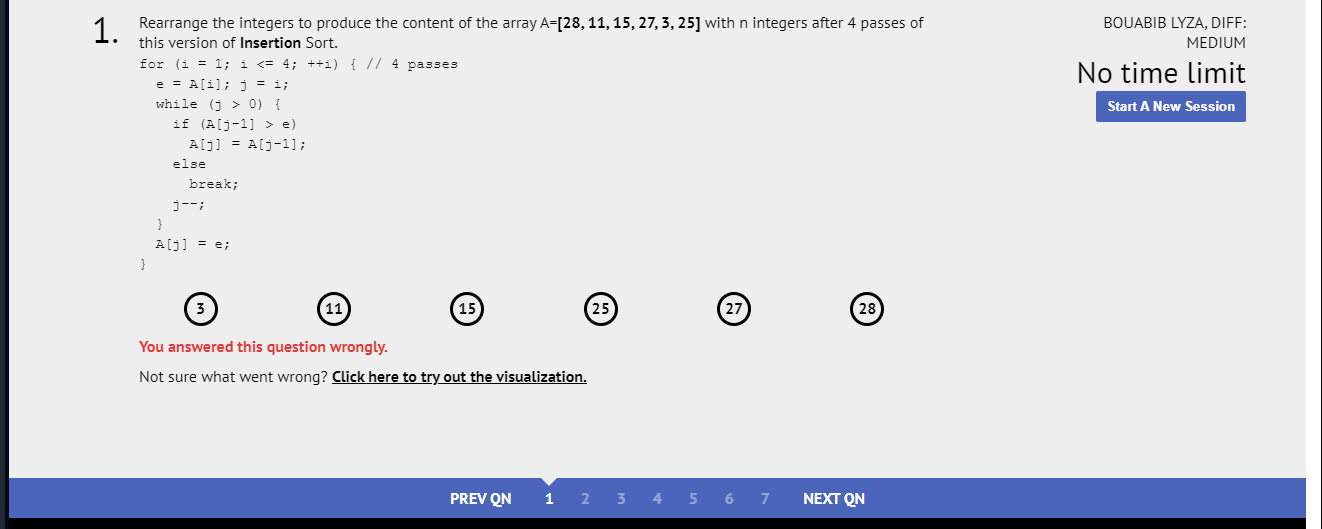 1.
Rearrange the integers to produce the content of the array A=[28, 11, 15, 27, 3, 25] with n integers after 4 passes of
this version of Insertion Sort.
for (i = 1; i <= 4; ++i) { // 4 passes
  e = A[i]; j = i;
  while (j > 0) {
    if (A[j-1] > e)
      A[j] = A[j-1];
    else
      break;
    j--;
  }
  A[j] = e;
}
BOUABIB LYZA, DIFF:
MEDIUM
No time limit
Start A New Session
3 11 15 25 27 28
You answered this question wrongly.
Not sure what went wrong? Click here to try out the visualization.
PREV QN 1 2 3 4 5 6 7 NEXT QN